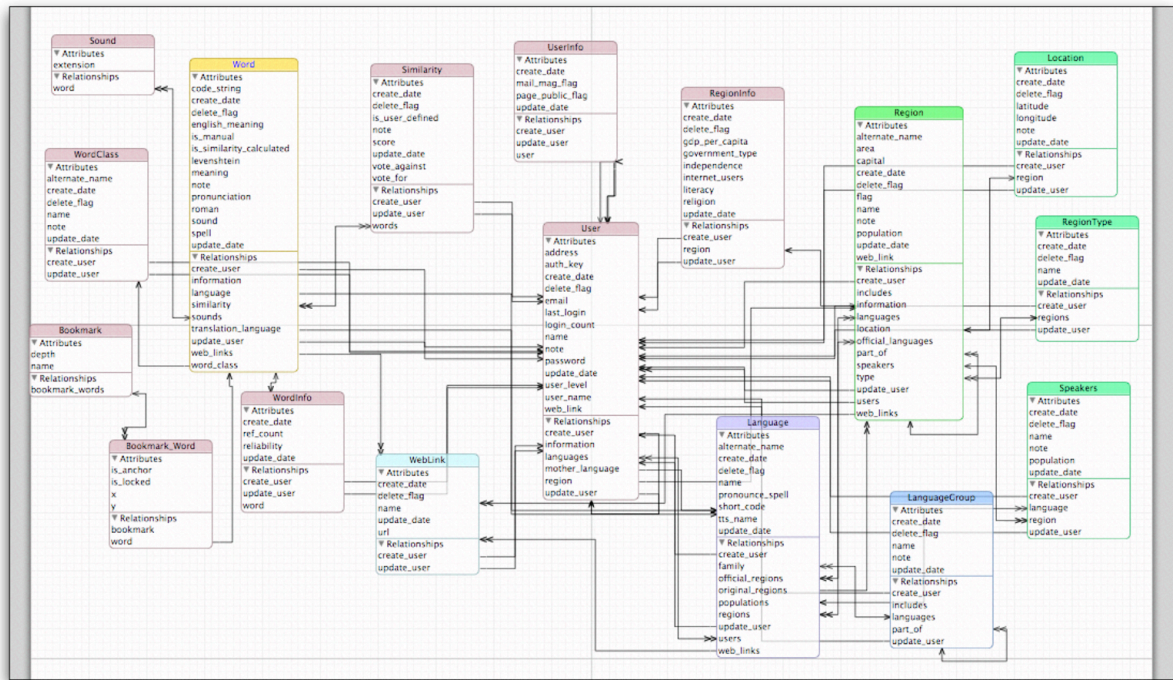 Sound
Attributes
extension
Relationships
word
Word
Attributes
code_string
create_date
delete_flag
english_meaning
is_manual
is_similarity_calculated
levenshtein
meaning
note
pronunciation
roman
sound
spell
update_date
Relationships
create_user
information
language
similarity
sounds
translation_language
update_user
web_links
word_class
WordClass
Attributes
alternate_name
create_date
delete_flag
name
note
update_date
Relationships
create_user
update_user
Bookmark
Attributes
depth
name
Relationships
bookmark_words
Bookmark_Word
Attributes
is_anchor
is_locked
x
y
Relationships
bookmark
word
WordInfo
Attributes
create_date
ref_count
reliability
update_date
Relationships
create_user
update_user
word
Similarity
Attributes
create_date
delete_flag
is_user_defined
note
score
update_date
vote_against
vote_for
Relationships
create_user
update_user
words
WebLink
Attributes
create_date
delete_flag
name
update_date
url
Relationships
create_user
update_user
UserInfo
Attributes
create_date
mail_mag_flag
page_public_flag
update_date
Relationships
create_user
update_user
user
User
Attributes
address
auth_key
create_date
delete_flag
email
last_login
login_count
name
note
password
update_date
user_level
user_name
web_link
Relationships
create_user
information
languages
mother_language
region
update_user
RegionInfo
Attributes
create_date
delete_flag
gdp_per_capita
government_type
independence
internet_users
literacy
religion
update_date
Relationships
create_user
region
update_user
Language
Attributes
alternate_name
create_date
delete_flag
name
pronounce_spell
short_code
tts_name
update_date
Relationships
create_user
family
official_regions
original_regions
populations
regions
update_user
users
web_links
Region
Attributes
alternate_name
area
capital
create_date
delete_flag
flag
name
note
population
update_date
web_link
Relationships
create_user
includes
information
languages
location
official_languages
part_of
speakers
type
update_user
users
web_links
LanguageGroup
Attributes
create_date
delete_flag
name
note
update_date
Relationships
create_user
includes
languages
part_of
update_user
Location
Attributes
create_date
delete_flag
latitude
longitude
note
update_date
Relationships
create_user
region
update_user
RegionType
Attributes
create_date
delete_flag
name
update_date
Relationships
create_user
regions
update_user
Speakers
Attributes
create_date
delete_flag
name
note
population
update_date
Relationships
create_user
language
region
update_user